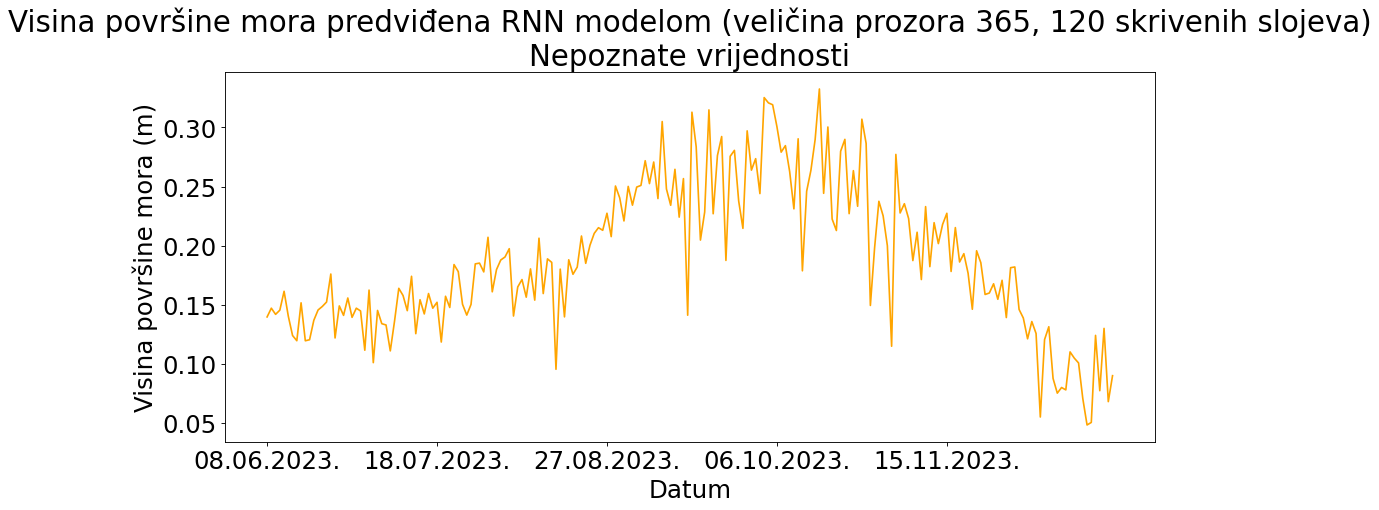 Visina površine mora predviđena RNN modelom (veličina prozora 365, 120 skrivenih slojeva)
Nepoznate vrijednosti
Visina površine mora (m)
0.30
0.25
0.20
0.15
0.10
0.05
08.06.2023. 18.07.2023. 27.08.2023. 06.10.2023. 15.11.2023.
Datum